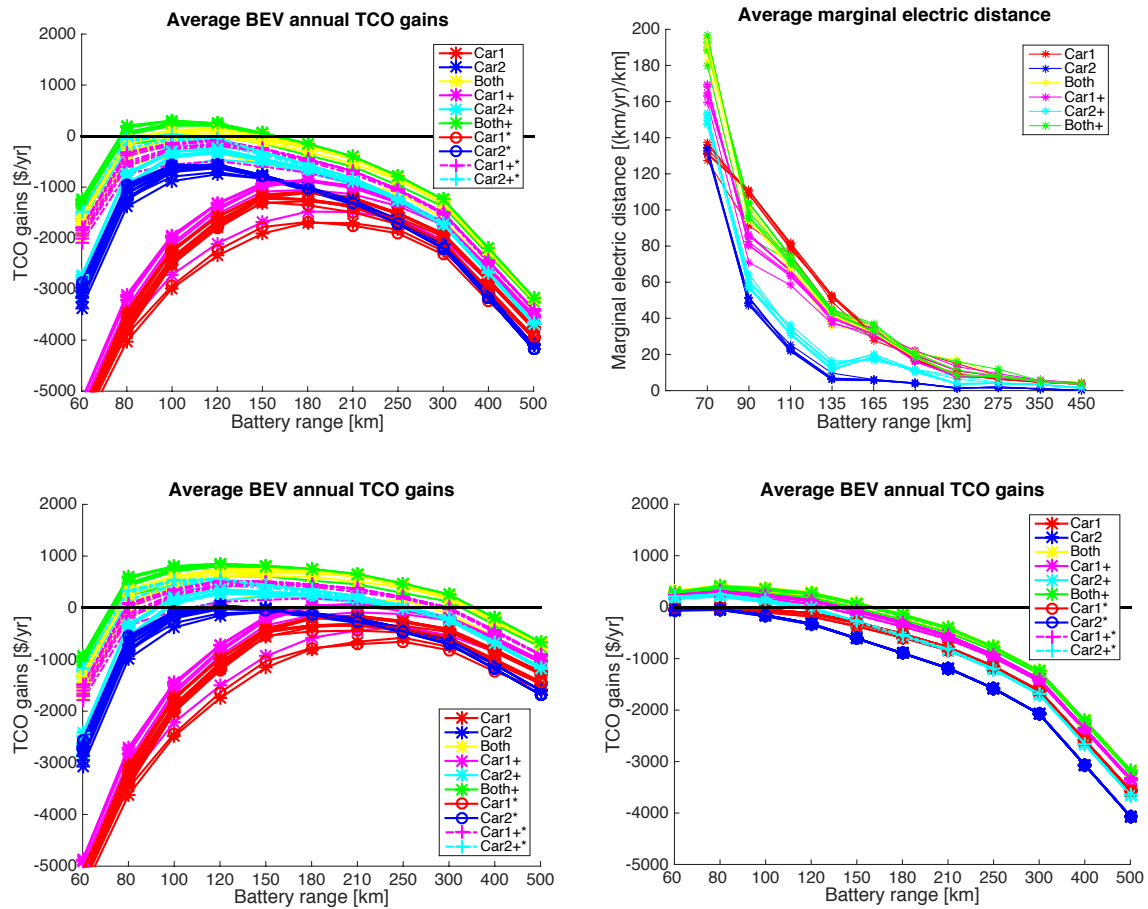 Average BEV annual TCO gains
TCO gains [$/yr]
2000
1000
0
-1000
-2000
-3000
-4000
-5000
60 80 100 120 150 180 210 250 300 400 500
Battery range [km]
Car1
Car2
Both
Car1+
Car2+
Both+
Car1*
Car2*
Car1+*
Car2+*
Average marginal electric distance
Marginal electric distance [(km/yr)/km]
200
180
160
140
120
100
80
60
40
20
0
70 90 110 135 165 195 230 275 350 450
Battery range [km]
Car1
Car2
Both
Car1+
Car2+
Both+
Average BEV annual TCO gains
TCO gains [$/yr]
2000
1000
0
-1000
-2000
-3000
-4000
-5000
60 80 100 120 150 180 210 250 300 400 500
Battery range [km]
Car1
Car2
Both
Car1+
Car2+
Both+
Car1*
Car2*
Car1+*
Car2+*
Average BEV annual TCO gains
TCO gains [$/yr]
2000
1000
0
-1000
-2000
-3000
-4000
-5000
60 80 100 120 150 180 210 250 300 400 500
Battery range [km]
Car1
Car2
Both
Car1+
Car2+
Both+
Car1*
Car2*
Car1+*
Car2+*